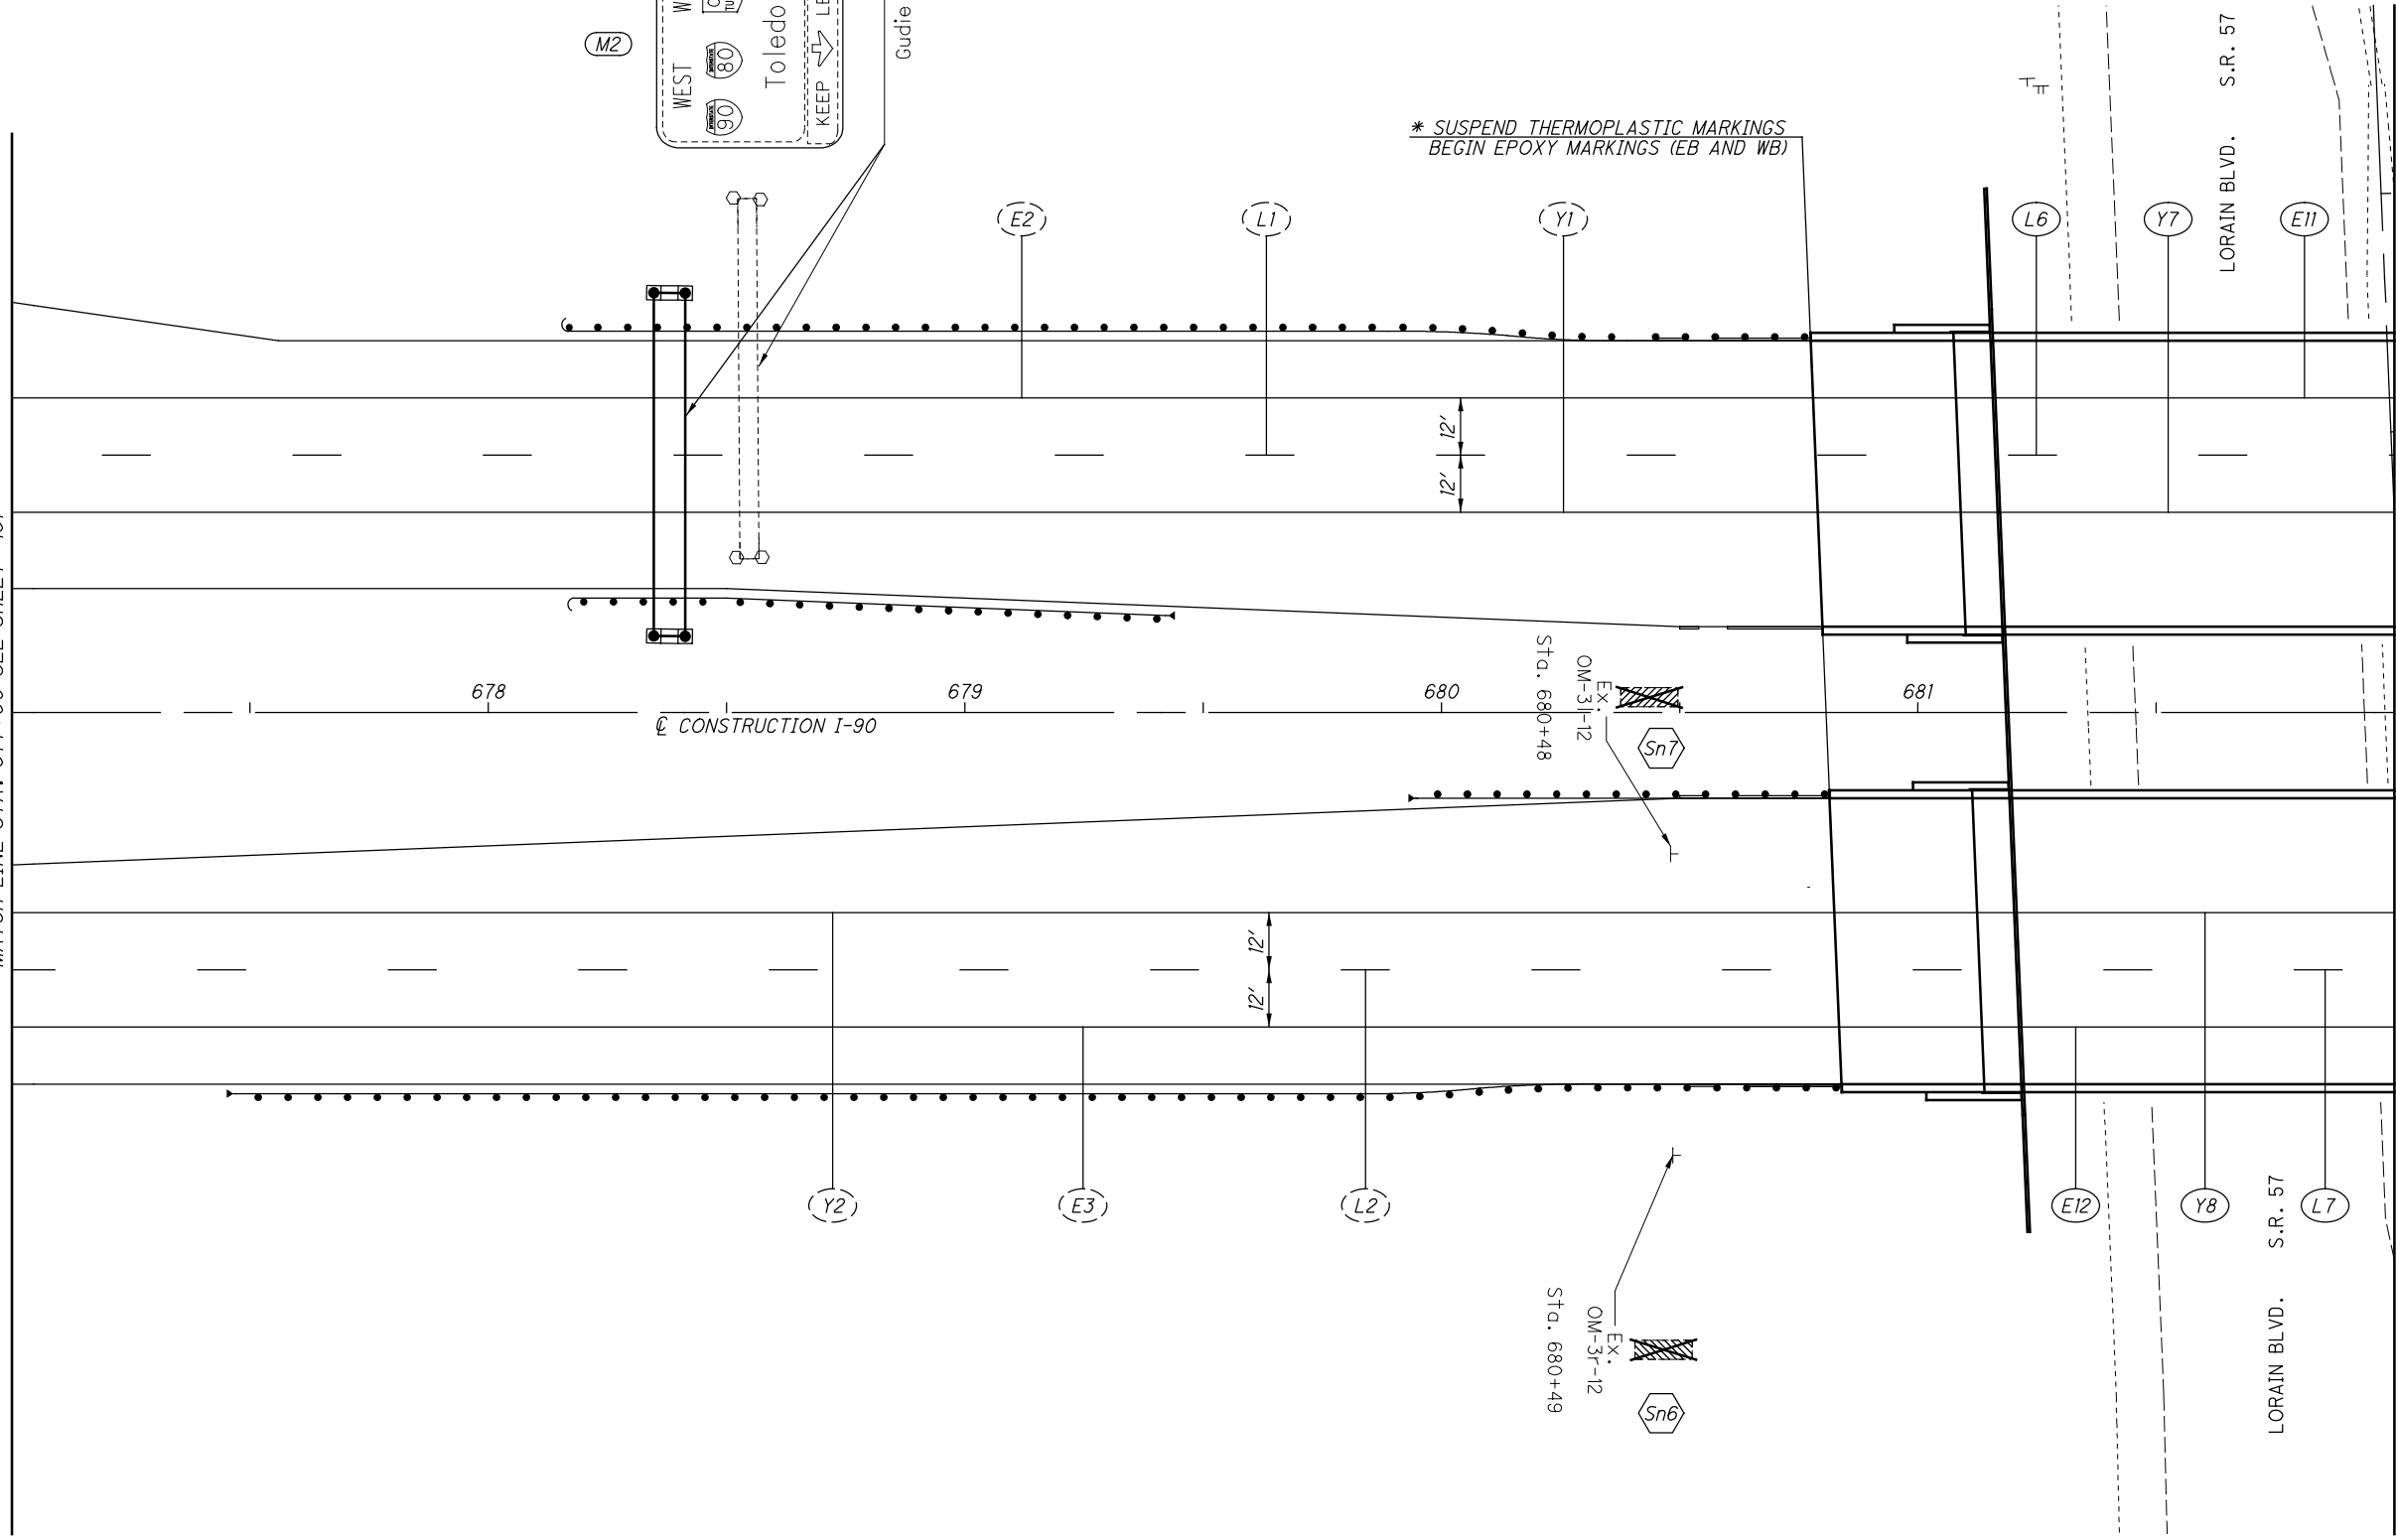 M2
WEST
W
90
80
Toledo
KEEP
LE
Gudie
* SUSPEND THERMOPLASTIC MARKINGS
BEGIN EPOXY MARKINGS (EB AND WB)
E2
L1
Y1
L6
Y7
E11
LORAIN BLVD. S.R. 57
12'
12'
678
679
680
681
℄ CONSTRUCTION I-90
Ex.
OM-3l-12
Sta. 680+48
Sn7
12'
12'
Y2
E3
L2
E12
Y8
L7
Ex.
OM-3r-12
Sta. 680+49
Sn6
LORAIN BLVD. S.R. 57